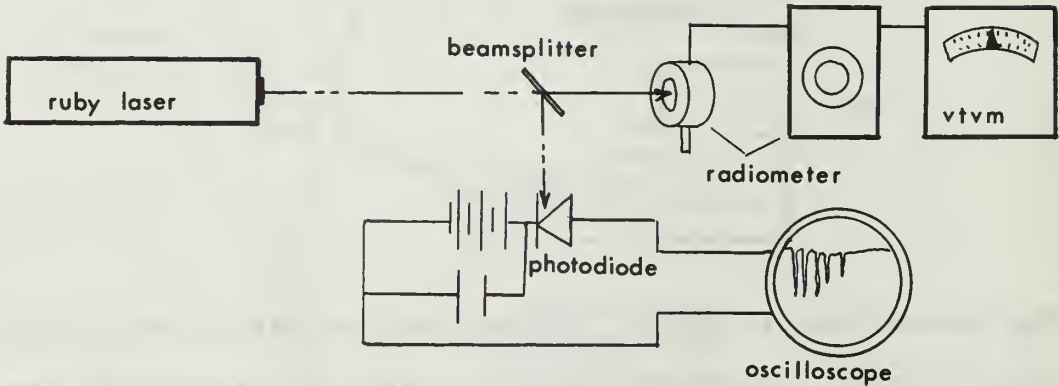 beamsplitter
ruby laser
vtvm
radiometer
photodiode
oscilloscope